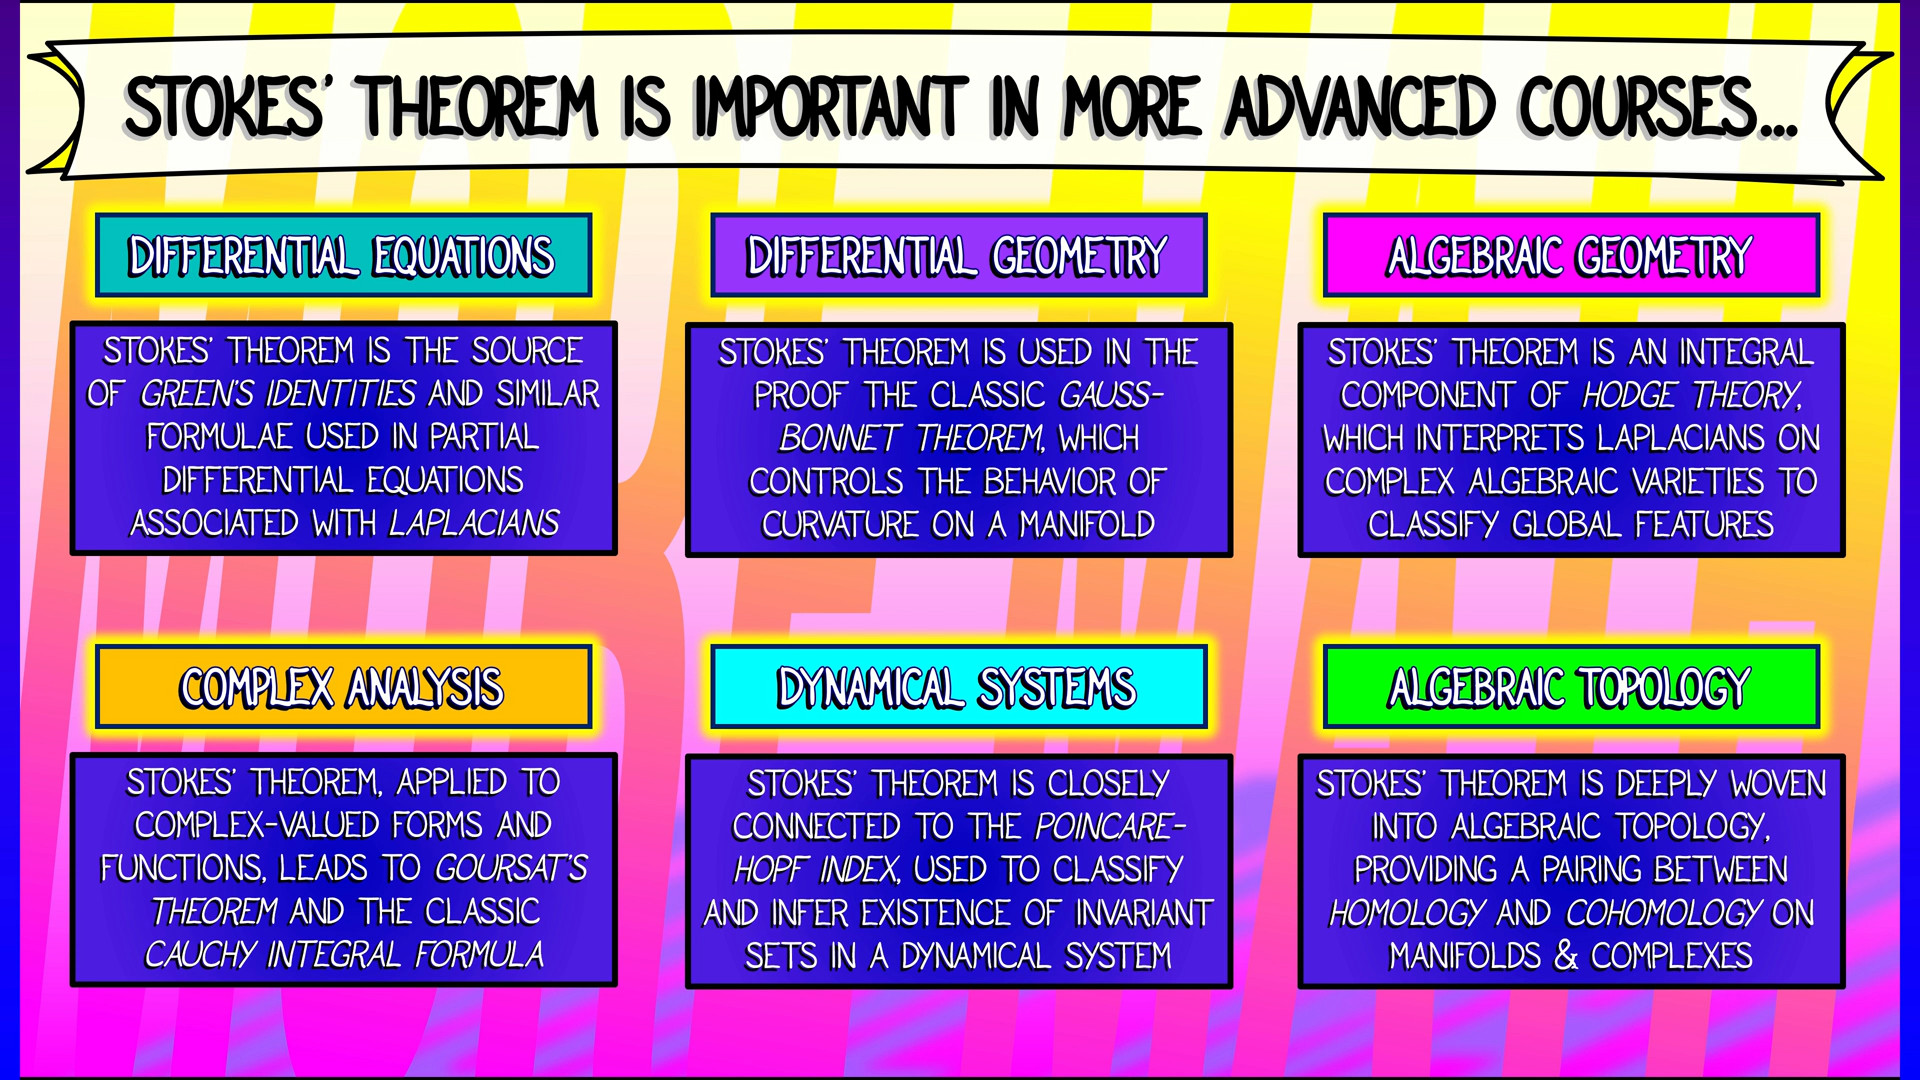 STOKES' THEOREM IS IMPORTANT IN MORE ADVANCED COURSES...
DIFFERENTIAL EQUATIONS
STOKES' THEOREM IS THE SOURCE
OF GREEN'S IDENTITIES AND SIMILAR
FORMULAE USED IN PARTIAL
DIFFERENTIAL EQUATIONS
ASSOCIATED WITH LAPLACIANS
DIFFERENTIAL GEOMETRY
STOKES' THEOREM IS USED IN THE
PROOF THE CLASSIC GAUSS-
BONNET THEOREM, WHICH
CONTROLS THE BEHAVIOR OF
CURVATURE ON A MANIFOLD
ALGEBRAIC GEOMETRY
STOKES' THEOREM IS AN INTEGRAL
COMPONENT OF HODGE THEORY,
WHICH INTERPRETS LAPLACIANS ON
COMPLEX ALGEBRAIC VARIETIES TO
CLASSIFY GLOBAL FEATURES
COMPLEX ANALYSIS
STOKES' THEOREM, APPLIED TO
COMPLEX-VALUED FORMS AND
FUNCTIONS, LEADS TO GOURSAT'S
THEOREM AND THE CLASSIC
CAUCHY INTEGRAL FORMULA
DYNAMICAL SYSTEMS
STOKES' THEOREM IS CLOSELY
CONNECTED TO THE POINCARE-
HOPF INDEX, USED TO CLASSIFY
AND INFER EXISTENCE OF INVARIANT
SETS IN A DYNAMICAL SYSTEM
ALGEBRAIC TOPOLOGY
STOKES' THEOREM IS DEEPLY WOVEN
INTO ALGEBRAIC TOPOLOGY,
PROVIDING A PAIRING BETWEEN
HOMOLOGY AND COHOMOLOGY ON
MANIFOLDS & COMPLEXES